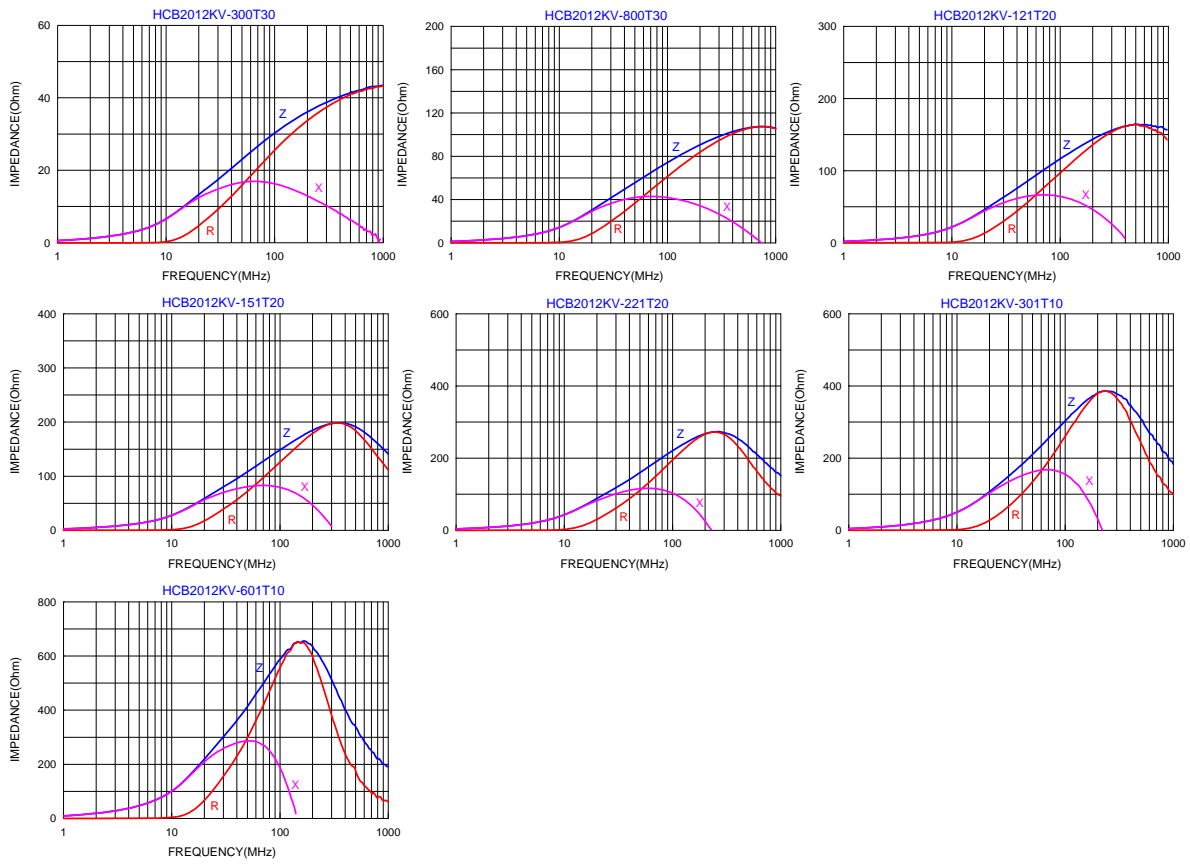 HCB2012KV-300T30
60
40
20
0
IMPEDANCE(Ohm)
Z
X
R
1
10
100
1000
FREQUENCY(MHz)
HCB2012KV-800T30
200
160
120
80
40
0
IMPEDANCE(Ohm)
Z
X
R
1
10
100
1000
FREQUENCY(MHz)
HCB2012KV-121T20
300
200
100
0
IMPEDANCE(Ohm)
Z
X
R
1
10
100
1000
FREQUENCY(MHz)
HCB2012KV-151T20
400
300
200
100
0
IMPEDANCE(Ohm)
Z
X
R
1
10
100
1000
FREQUENCY(MHz)
HCB2012KV-221T20
600
400
200
0
IMPEDANCE(Ohm)
Z
X
R
1
10
100
1000
FREQUENCY(MHz)
HCB2012KV-301T10
600
400
200
0
IMPEDANCE(Ohm)
Z
X
R
1
10
100
1000
FREQUENCY(MHz)
HCB2012KV-601T10
800
600
400
200
0
IMPEDANCE(Ohm)
Z
X
R
1
10
100
1000
FREQUENCY(MHz)